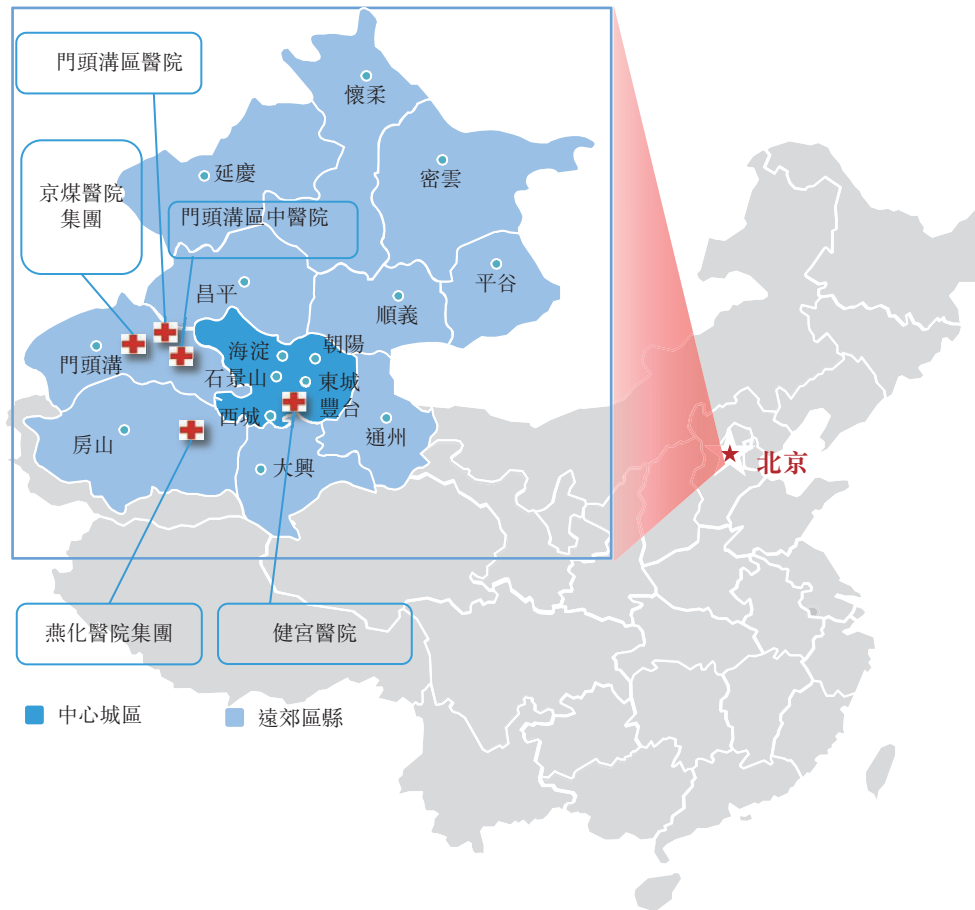 門頭溝區醫院
懷柔
延慶
密雲
京煤醫院
集團
門頭溝區中醫院
昌平
平谷
順義
門頭溝
海淀
朝陽
石景山
東城
豐台
西城
通州
房山
大興
北京
燕化醫院集團
健宮醫院
中心城區
遠郊區縣